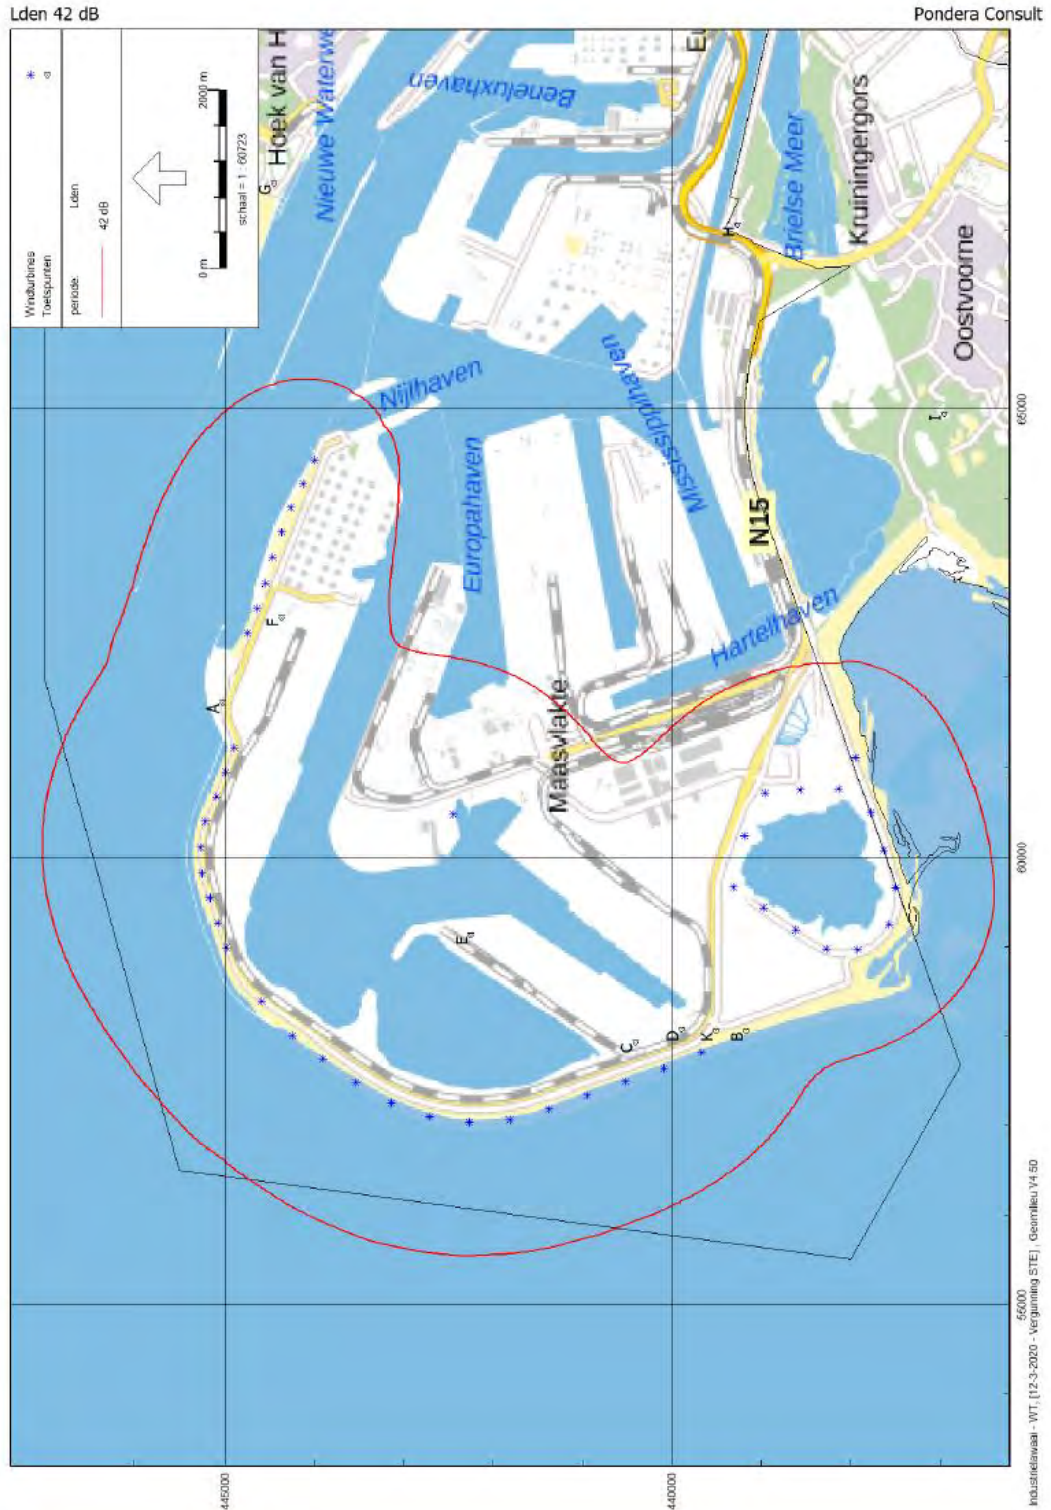 Lden 42 dB
Pondera Consult
Windturbines
Toetspunten
periode
Lden
42 dB
0 m
2000 m
schaal = 1 : 60723
Hoek van H
Nieuwe Waterwe
Beneluxhaven
Eu
Brielse Meer
Kruiningergors
Oostvoorne
Nijlhaven
Europahaven
Mississippihaven
N15
Hartelhaven
Maasvlakte
A
B
C
D
E
F
G
H
I
K
65000
60000
55000
445000
440000
Industrielawaai - WT, [12-3-2020 - Vergunning STE] , Geomilieu V4.50